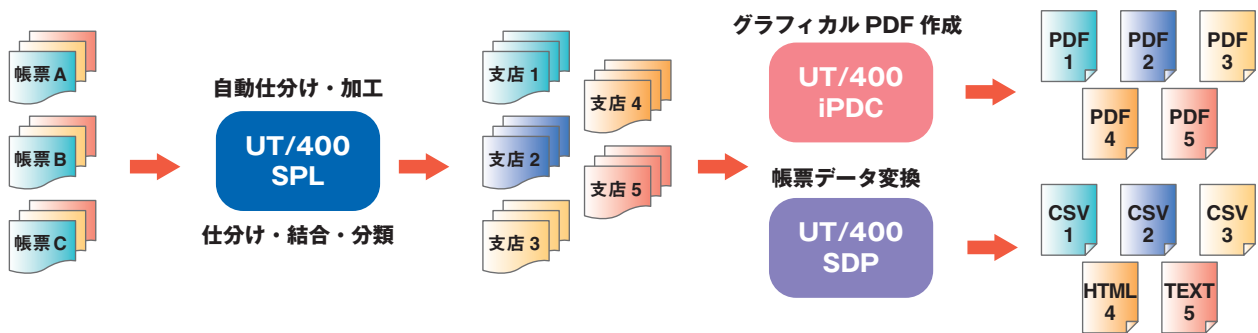 帳票A
帳票B
帳票C
自動仕分け・加工
UT/400
SPL
仕分け・結合・分類
支店1
支店2
支店3
支店4
支店5
グラフィカル PDF 作成
UT/400
iPDC
帳票データ変換
UT/400
SDP
PDF
1
PDF
2
PDF
3
PDF
4
PDF
5
CSV
1
CSV
2
CSV
3
HTML
4
TEXT
5